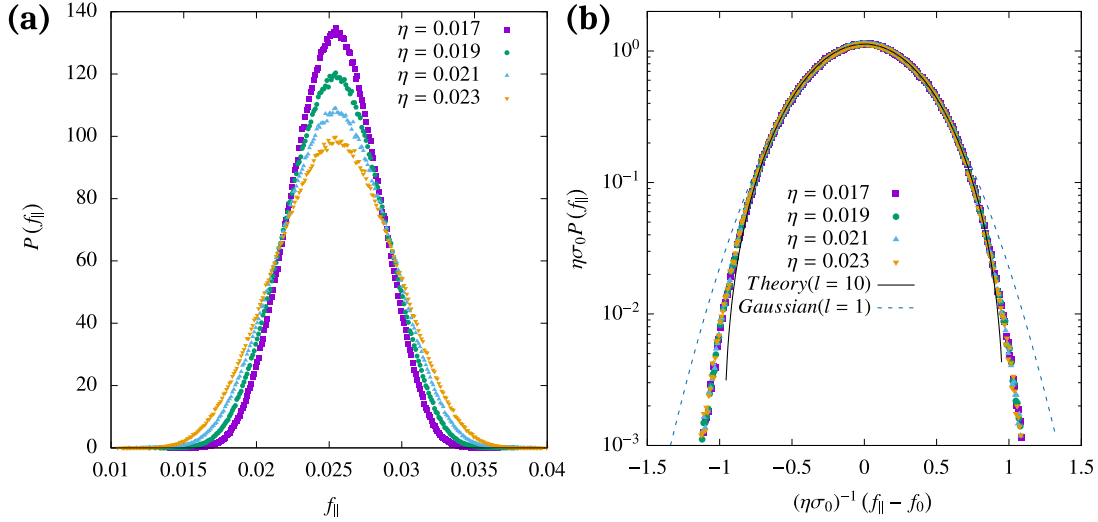 (a)
140
120
100
80
60
40
20
0
P(f∥)
0.01 0.015 0.02 0.025 0.03 0.035 0.04
f∥
η = 0.017
η = 0.019
η = 0.021
η = 0.023
(b)
10⁰
10⁻¹
10⁻²
10⁻³
ησ₀P(f∥)
η = 0.017
η = 0.019
η = 0.021
η = 0.023
Theory(l = 10)
Gaussian(l = 1)
−1.5 −1 −0.5 0 0.5 1 1.5
(ησ₀)⁻¹(f∥ − f₀)